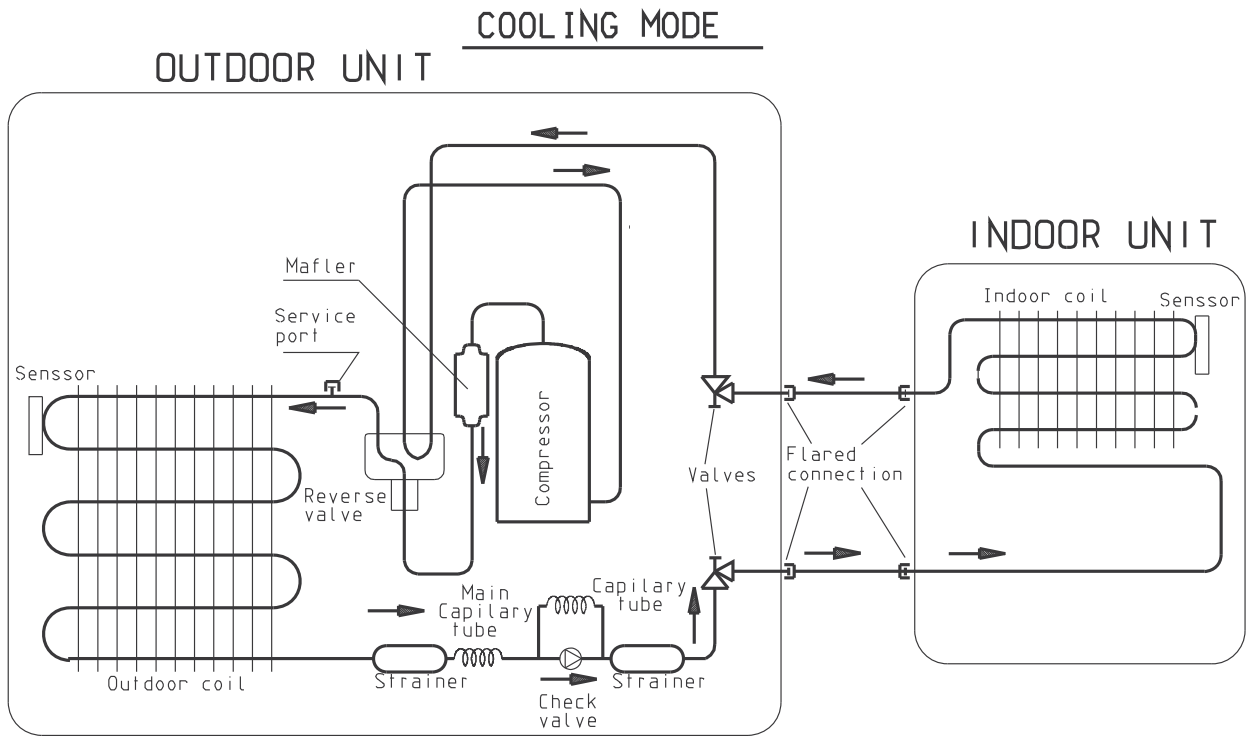 COOLING MODE
OUTDOOR UNIT
INDOOR UNIT
Mafler
Service
port
Senssor
Indoor coil
Senssor
Compressor
Reverse
valve
Valves
Flared
connection
Main
Capilary
tube
Capilary
tube
Outdoor coil
Strainer
Strainer
Check
valve